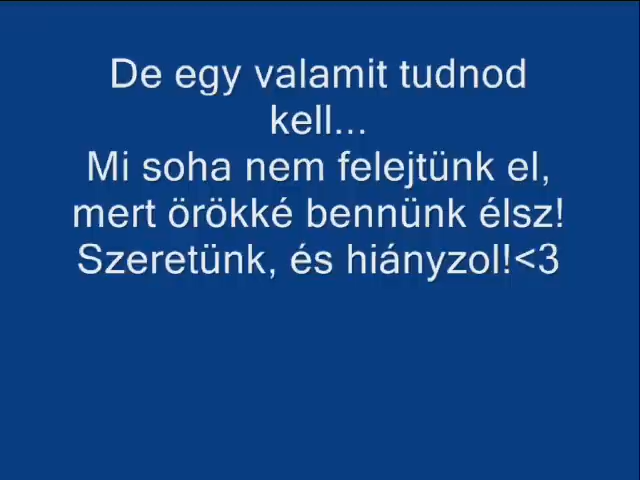 De egy valamit tudnod
kell...
Mi soha nem felejtünk el,
mert örökké bennünk élsz!
Szeretünk, és hiányzol!<3